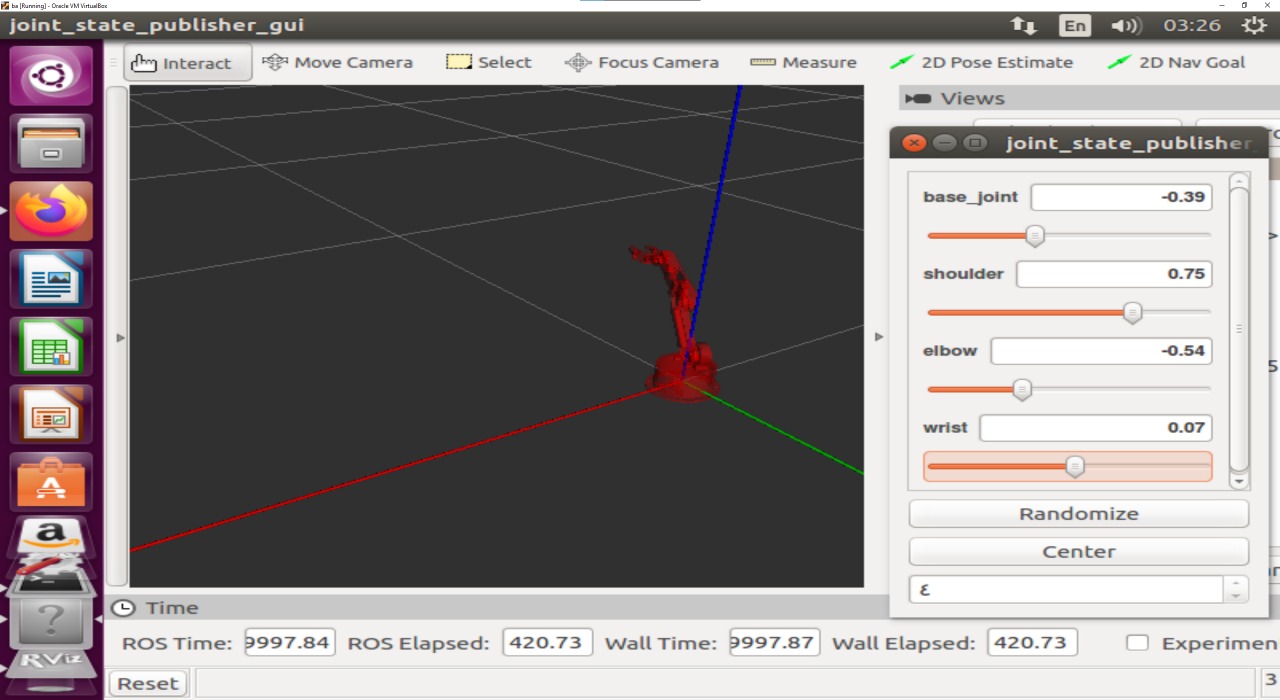 ba [Running] - Oracle VM VirtualBox
joint_state_publisher_gui
En
03:26
Interact
Move Camera
Select
Focus Camera
Measure
2D Pose Estimate
2D Nav Goal
Views
joint_state_publisher
base_joint
-0.39
shoulder
0.75
elbow
-0.54
wrist
0.07
Randomize
Center
٤
Time
ROS Time:
9997.84
ROS Elapsed:
420.73
Wall Time:
9997.87
Wall Elapsed:
420.73
Experimen
Reset
3
a
RViz